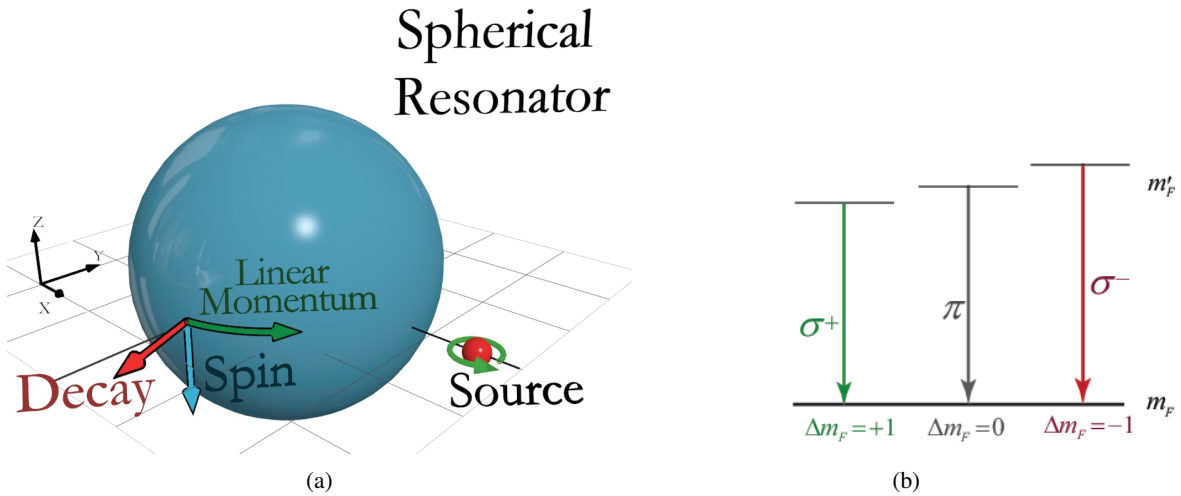 Spherical
Resonator
Z
Y
X
Linear
Momentum
Decay
Spin
Source
(a)
m′F
σ+
π
σ−
mF
ΔmF=+1
ΔmF=0
ΔmF=−1
(b)